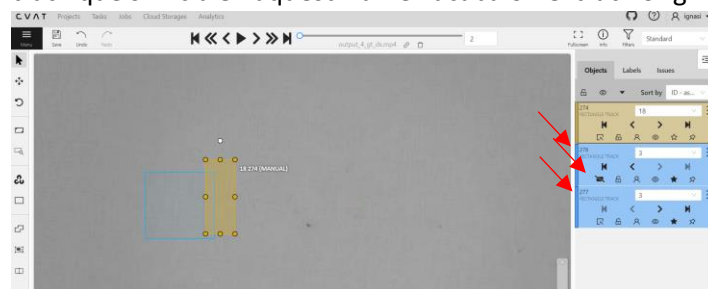 CVAT Projects Tasks Jobs Cloud Storages Analytics ignasi
Menu Save Undo Redo output_4_gt_ds.mp4 2 Fullscreen Info Filters Standard
Objects Labels Issues
Sort by ID - as...
274 18
RECTANGLE TRACK
18 274 (MANUAL)
276 3
RECTANGLE TRACK
277 3
RECTANGLE TRACK